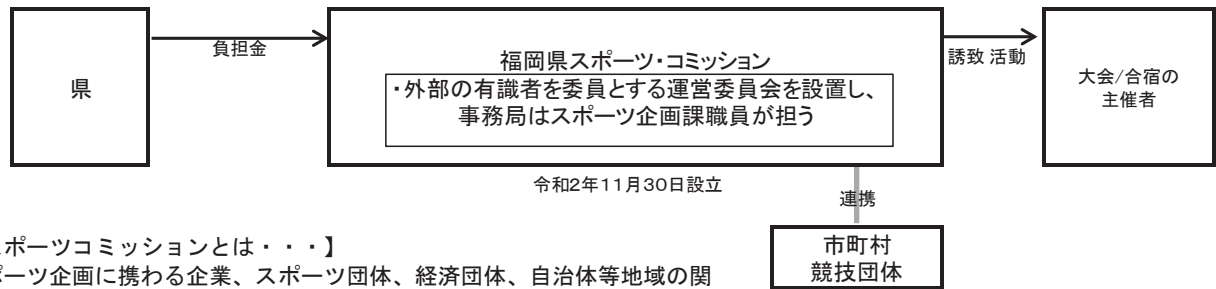 県
負担金
福岡県スポーツ・コミッション
・外部の有識者を委員とする運営委員会を設置し、
事務局はスポーツ企画課職員が担う
誘致 活動
大会/合宿の
主催者
令和2年11月30日設立
連携
市町村
競技団体
ポーツコミッションとは・・・】
ポーツ企画に携わる企業、スポーツ団体、経済団体、自治体等地域の関